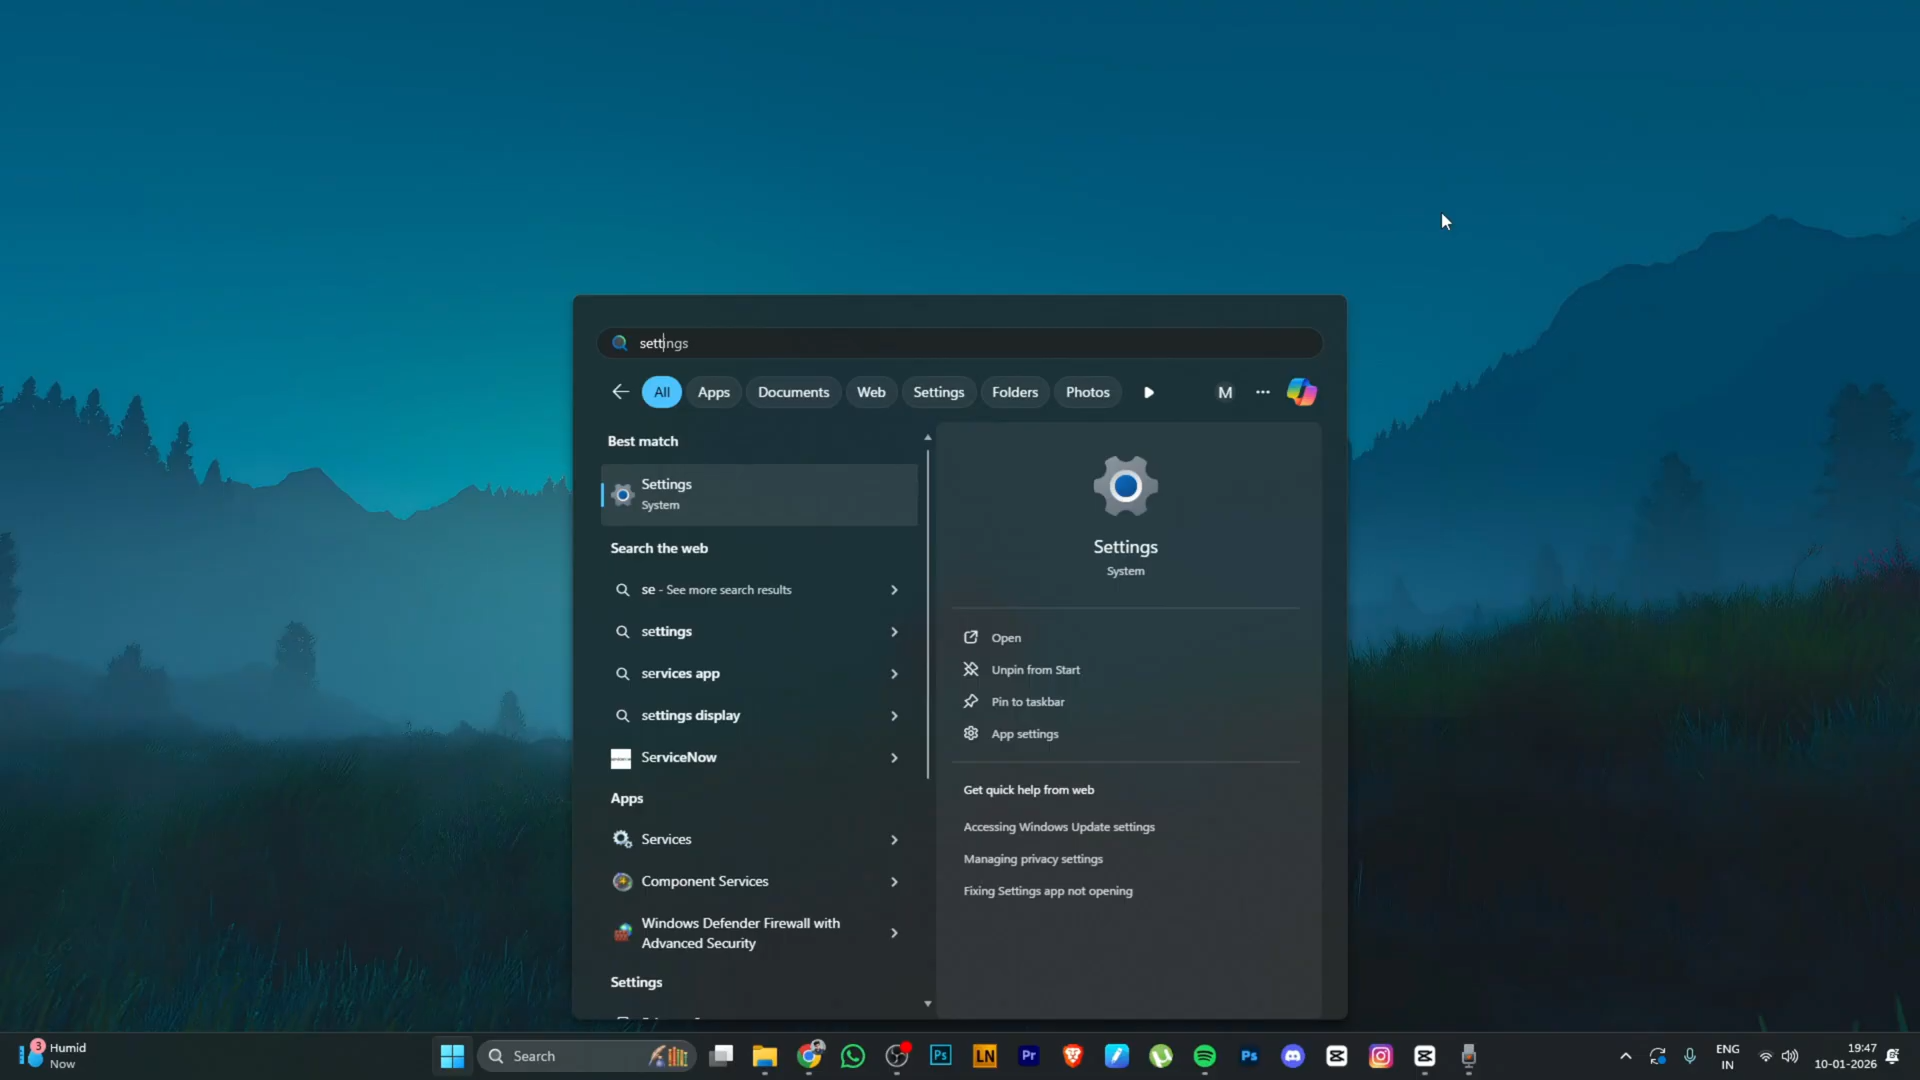 settings
All
Apps
Documents
Web
Settings
Folders
Photos
M
Best match
Settings
System
Search the web
se - See more search results
settings
services app
settings display
ServiceNow
Apps
Services
Component Services
Windows Defender Firewall with
Advanced Security
Settings
Settings
System
Open
Unpin from Start
Pin to taskbar
App settings
Get quick help from web
Accessing Windows Update settings
Managing privacy settings
Fixing Settings app not opening
3
Humid
Now
Search
Ps
LN
Pr
Ps
ENG
IN
19:47
10-01-2026